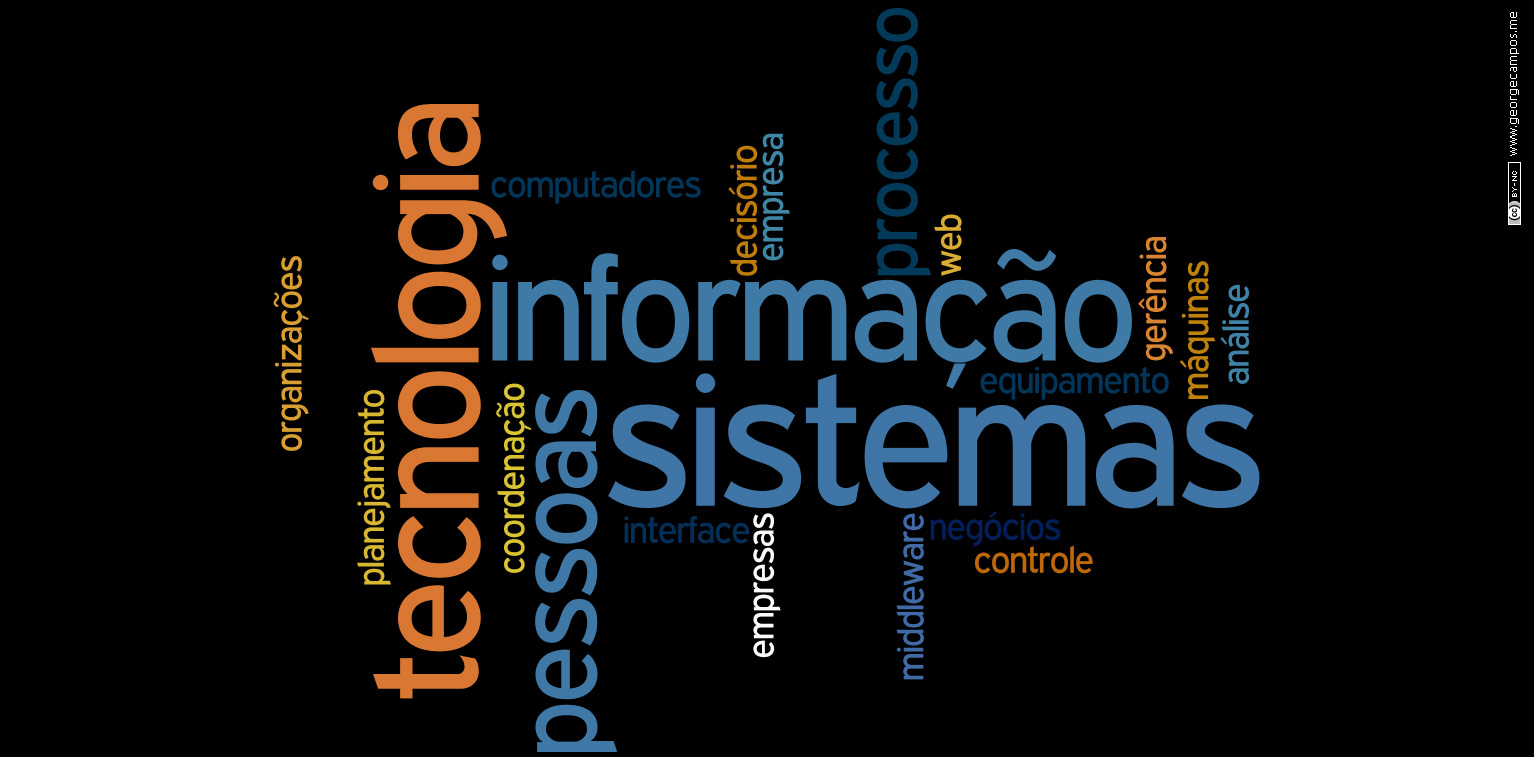 processo
www.georgecampos.me
cc BY-NC
tecnologia
computadores
decisório
empresa
web
organizações
informação
gerência
máquinas
análise
equipamento
planejamento
coordenação
pessoas
sistemas
interface
empresas
middleware
negócios
controle